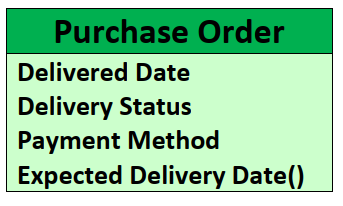 Purchase Order
Delivered Date
Delivery Status
Payment Method
Expected Delivery Date()